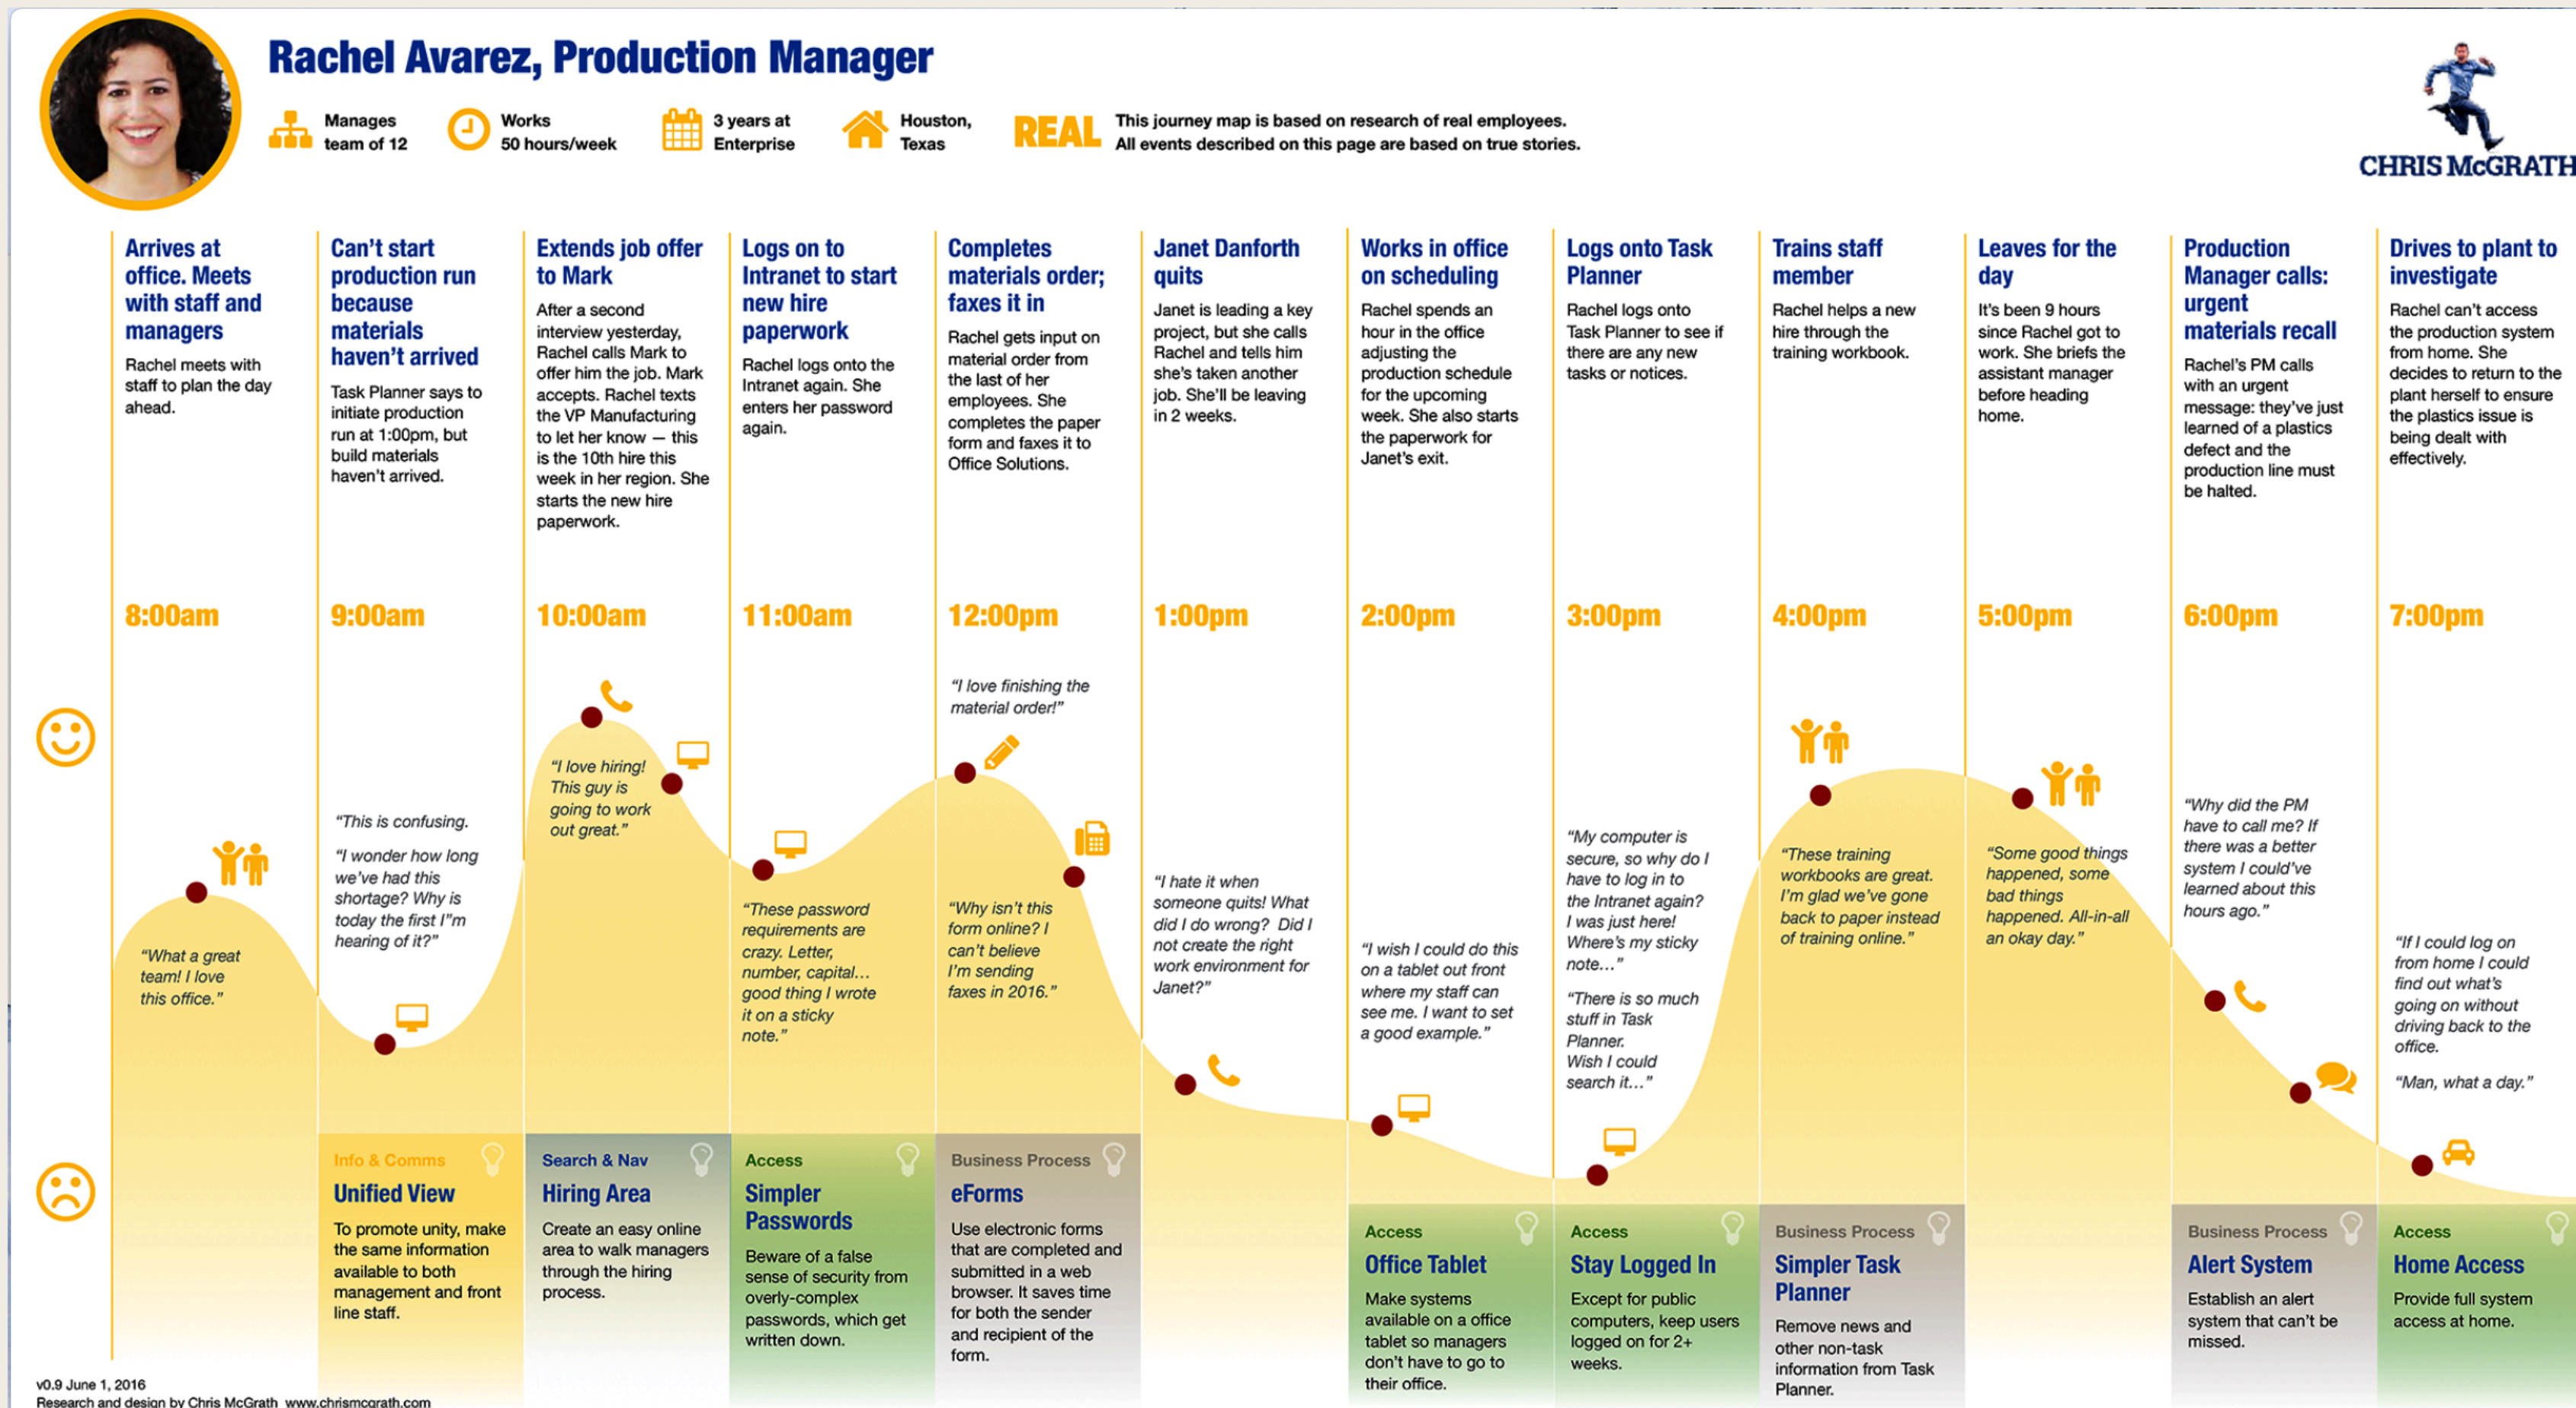 Rachel Avarez, Production Manager
Manages
team of 12
Works
50 hours/week
3 years at
Enterprise
Houston,
Texas
REAL
This journey map is based on research of real employees.
All events described on this page are based on true stories.
CHRIS McGRATH
Arrives at
office. Meets
with staff and
managers
Rachel meets with
staff to plan the day
ahead.
Can't start
production run
because
materials
haven't arrived
Task Planner says to
initiate production
run at 1:00pm, but
build materials
haven't arrived.
Extends job offer
to Mark
After a second
interview yesterday,
Rachel calls Mark to
offer him the job. Mark
accepts. Rachel texts
the VP Manufacturing
to let her know — this
is the 10th hire this
week in her region. She
starts the new hire
paperwork.
Logs on to
Intranet to start
new hire
paperwork
Rachel logs onto the
Intranet again. She
enters her password
again.
Completes
materials order;
faxes it in
Rachel gets input on
material order from
the last of her
employees. She
completes the paper
form and faxes it to
Office Solutions.
Janet Danforth
quits
Janet is leading a key
project, but she calls
Rachel and tells him
she's taken another
job. She'll be leaving
in 2 weeks.
Works in office
on scheduling
Rachel spends an
hour in the office
adjusting the
production schedule
for the upcoming
week. She also starts
the paperwork for
Janet's exit.
Logs onto Task
Planner
Rachel logs onto
Task Planner to see if
there are any new
tasks or notices.
Trains staff
member
Rachel helps a new
hire through the
training workbook.
Leaves for the
day
It's been 9 hours
since Rachel got to
work. She briefs the
assistant manager
before heading
home.
Production
Manager calls:
urgent
materials recall
Rachel's PM calls
with an urgent
message: they've just
learned of a plastics
defect and the
production line must
be halted.
Drives to plant to
investigate
Rachel can't access
the production system
from home. She
decides to return to the
plant herself to ensure
the plastics issue is
being dealt with
effectively.
8:00am
9:00am
10:00am
11:00am
12:00pm
1:00pm
2:00pm
3:00pm
4:00pm
5:00pm
6:00pm
7:00pm
"What a great
team! I love
this office."
"This is confusing.
"I wonder how long
we've had this
shortage? Why is
today the first I"m
hearing of it?"
"I love hiring!
This guy is
going to work
out great."
"These password
requirements are
crazy. Letter,
number, capital...
good thing I wrote
it on a sticky
note."
"I love finishing the
material order!"
"Why isn't this
form online? I
can't believe
I'm sending
faxes in 2016."
"I hate it when
someone quits! What
did I do wrong? Did I
not create the right
work environment for
Janet?"
"I wish I could do this
on a tablet out front
where my staff can
see me. I want to set
a good example."
"My computer is
secure, so why do I
have to log in to
the Intranet again?
I was just here!
Where's my sticky
note..."
"There is so much
stuff in Task
Planner.
Wish I could
search it..."
"These training
workbooks are great.
I'm glad we've gone
back to paper instead
of training online."
"Some good things
happened, some
bad things
happened. All-in-all
an okay day."
"Why did the PM
have to call me? If
there was a better
system I could've
learned about this
hours ago."
"If I could log on
from home I could
find out what's
going on without
driving back to the
office.
"Man, what a day."
Info & Comms
Unified View
To promote unity, make
the same information
available to both
management and front
line staff.
Search & Nav
Hiring Area
Create an easy online
area to walk managers
through the hiring
process.
Access
Simpler
Passwords
Beware of a false
sense of security from
overly-complex
passwords, which get
written down.
Business Process
eForms
Use electronic forms
that are completed and
submitted in a web
browser. It saves time
for both the sender
and recipient of the
form.
Access
Office Tablet
Make systems
available on a office
tablet so managers
don't have to go to
their office.
Access
Stay Logged In
Except for public
computers, keep users
logged on for 2+
weeks.
Business Process
Simpler Task
Planner
Remove news and
other non-task
information from Task
Planner.
Business Process
Alert System
Establish an alert
system that can't be
missed.
Access
Home Access
Provide full system
access at home.
v0.9 June 1, 2016
Research and design by Chris McGrath www.chrismcgrath.com